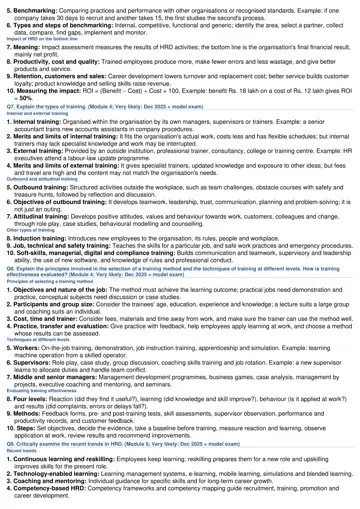 5. Benchmarking: Comparing practices and performance with other organisations or recognised standards. Example: if one
company takes 30 days to recruit and another takes 15, the first studies the second's process.
6. Types and steps of benchmarking: Internal, competitive, functional and generic; identify the area, select a partner, collect
data, compare, find gaps, implement and monitor.
Impact of HRD on the bottom line
7. Meaning: Impact assessment measures the results of HRD activities; the bottom line is the organisation's final financial result,
mainly net profit.
8. Productivity, cost and quality: Trained employees produce more, make fewer errors and less wastage, and give better
products and service.
9. Retention, customers and sales: Career development lowers turnover and replacement cost; better service builds customer
loyalty; product knowledge and selling skills raise revenue.
10. Measuring the impact: ROI = (Benefit – Cost) ÷ Cost × 100. Example: benefit Rs. 18 lakh on a cost of Rs. 12 lakh gives ROI
= 50%.
Q7. Explain the types of training. (Module 4; Very likely: Dec 2025 + model exam)
Internal and external training
1. Internal training: Organised within the organisation by its own managers, supervisors or trainers. Example: a senior
accountant trains new accounts assistants in company procedures.
2. Merits and limits of internal training: It fits the organisation's actual work, costs less and has flexible schedules; but internal
trainers may lack specialist knowledge and work may be interrupted.
3. External training: Provided by an outside institution, professional trainer, consultancy, college or training centre. Example: HR
executives attend a labour-law update programme.
4. Merits and limits of external training: It gives specialist trainers, updated knowledge and exposure to other ideas; but fees
and travel are high and the content may not match the organisation's needs.
Outbound and attitudinal training
5. Outbound training: Structured activities outside the workplace, such as team challenges, obstacle courses with safety and
treasure hunts, followed by reflection and discussion.
6. Objectives of outbound training: It develops teamwork, leadership, trust, communication, planning and problem-solving; it is
not just an outing.
7. Attitudinal training: Develops positive attitudes, values and behaviour towards work, customers, colleagues and change,
through role play, case studies, behavioural modelling and counselling.
Other types of training
8. Induction training: Introduces new employees to the organisation, its rules, people and workplace.
9. Job, technical and safety training: Teaches the skills for a particular job, and safe work practices and emergency procedures.
10. Soft-skills, managerial, digital and compliance training: Builds communication and teamwork, supervisory and leadership
ability, the use of new software, and knowledge of rules and professional conduct.
Q8. Explain the principles involved in the selection of a training method and the techniques of training at different levels. How is training
effectiveness evaluated? (Module 4; Very likely: Dec 2025 + model exam)
Principles of selecting a training method
1. Objectives and nature of the job: The method must achieve the learning outcome; practical jobs need demonstration and
practice, conceptual subjects need discussion or case studies.
2. Participants and group size: Consider the trainees' age, education, experience and knowledge; a lecture suits a large group
and coaching suits an individual.
3. Cost, time and trainer: Consider fees, materials and time away from work, and make sure the trainer can use the method well.
4. Practice, transfer and evaluation: Give practice with feedback, help employees apply learning at work, and choose a method
whose results can be assessed.
Techniques at different levels
5. Workers: On-the-job training, demonstration, job instruction training, apprenticeship and simulation. Example: learning
machine operation from a skilled operator.
6. Supervisors: Role play, case study, group discussion, coaching skills training and job rotation. Example: a new supervisor
learns to allocate duties and handle team conflict.
7. Middle and senior managers: Management development programmes, business games, case analysis, management by
projects, executive coaching and mentoring, and seminars.
Evaluating training effectiveness
8. Four levels: Reaction (did they find it useful?), learning (did knowledge and skill improve?), behaviour (is it applied at work?)
and results (did complaints, errors or delays fall?).
9. Methods: Feedback forms, pre- and post-training tests, skill assessments, supervisor observation, performance and
productivity records, and customer feedback.
10. Steps: Set objectives, decide the evidence, take a baseline before training, measure reaction and learning, observe
application at work, review results and recommend improvements.
Q9. Critically examine the recent trends in HRD. (Module 5; Very likely: Dec 2025 + model exam)
Recent trends
1. Continuous learning and reskilling: Employees keep learning; reskilling prepares them for a new role and upskilling
improves skills for the present role.
2. Technology-enabled learning: Learning management systems, e-learning, mobile learning, simulations and blended learning.
3. Coaching and mentoring: Individual guidance for specific skills and for long-term career growth.
4. Competency-based HRD: Competency frameworks and competency mapping guide recruitment, training, promotion and
career development.